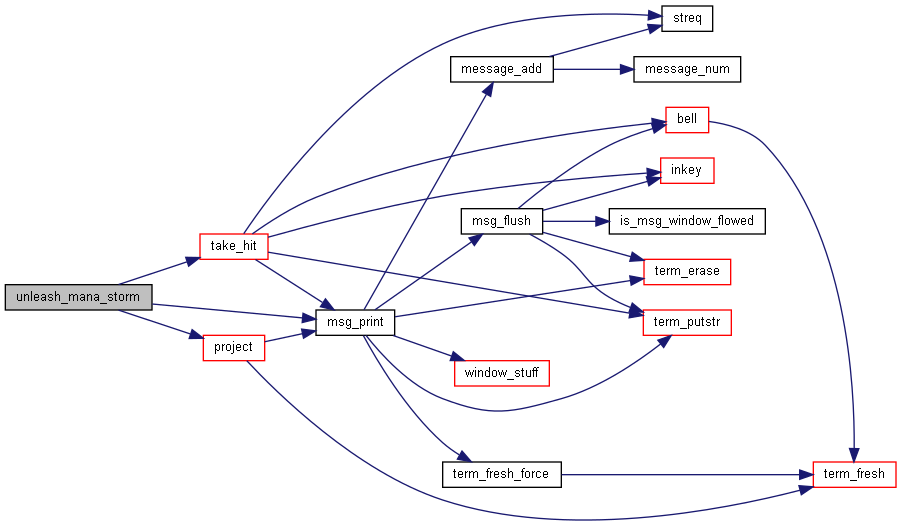 streq
message_add
message_num
bell
inkey
msg_flush
is_msg_window_flowed
take_hit
term_erase
unleash_mana_storm
msg_print
term_putstr
project
window_stuff
term_fresh_force
term_fresh